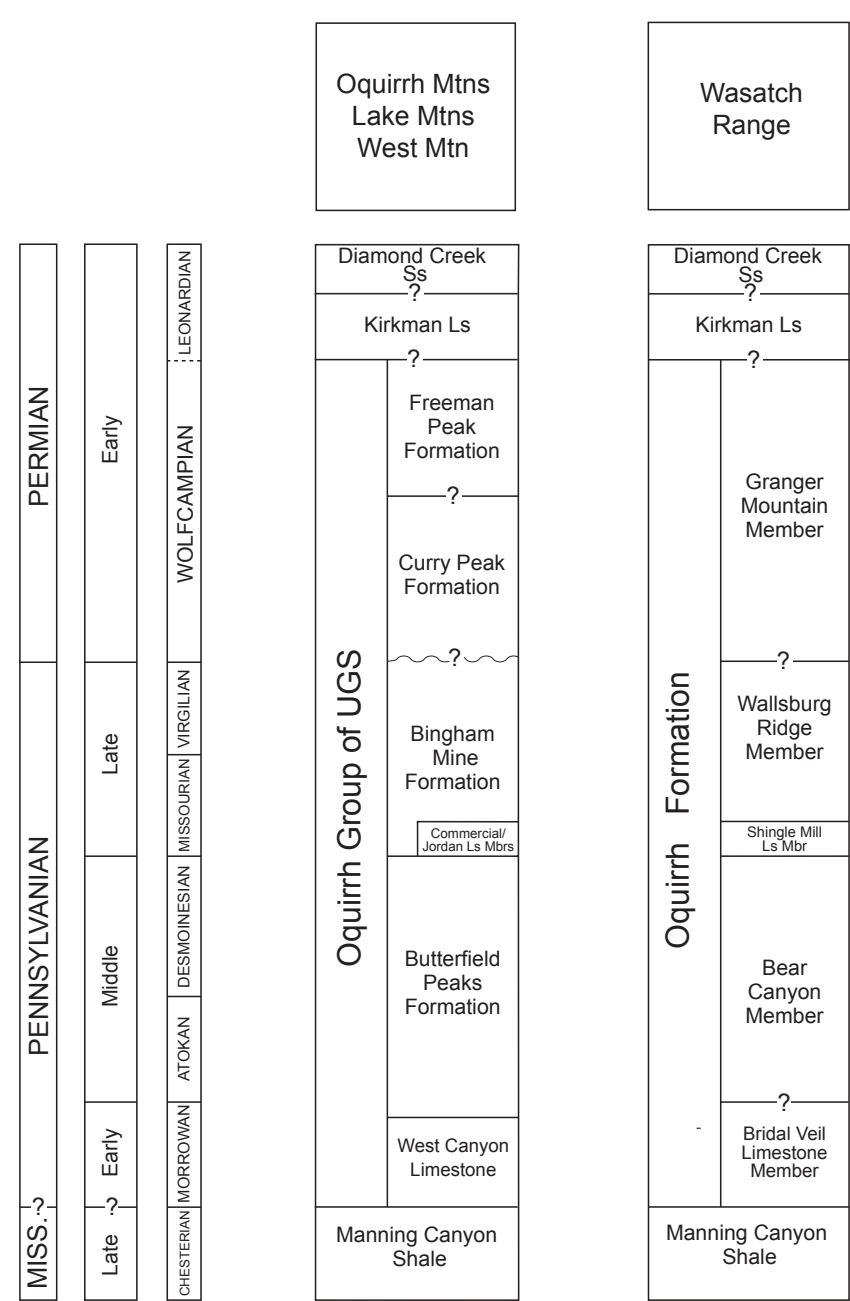 Oquirrh Mtns
Lake Mtns
West Mtn
Wasatch
Range
PERMIAN
PENNSYLVANIAN
?
MISS.
Early
Late
Middle
Early
?
Late
LEONARDIAN
WOLFCAMPIAN
VIRGILIAN
MISSOURIAN
DESMOINESIAN
ATOKAN
MORROWAN
CHESTERIAN
Diamond Creek
Ss
?
Kirkman Ls
?
Oquirrh Group of UGS
Freeman
Peak
Formation
?
Curry Peak
Formation
?
Bingham
Mine
Formation
Commercial/
Jordan Ls Mbrs
Butterfield
Peaks
Formation
West Canyon
Limestone
Manning Canyon
Shale
Diamond Creek
Ss
?
Kirkman Ls
?
Oquirrh Formation
Granger
Mountain
Member
?
Wallsburg
Ridge
Member
Shingle Mill
Ls Mbr
Bear
Canyon
Member
?
Bridal Veil
Limestone
Member
Manning Canyon
Shale